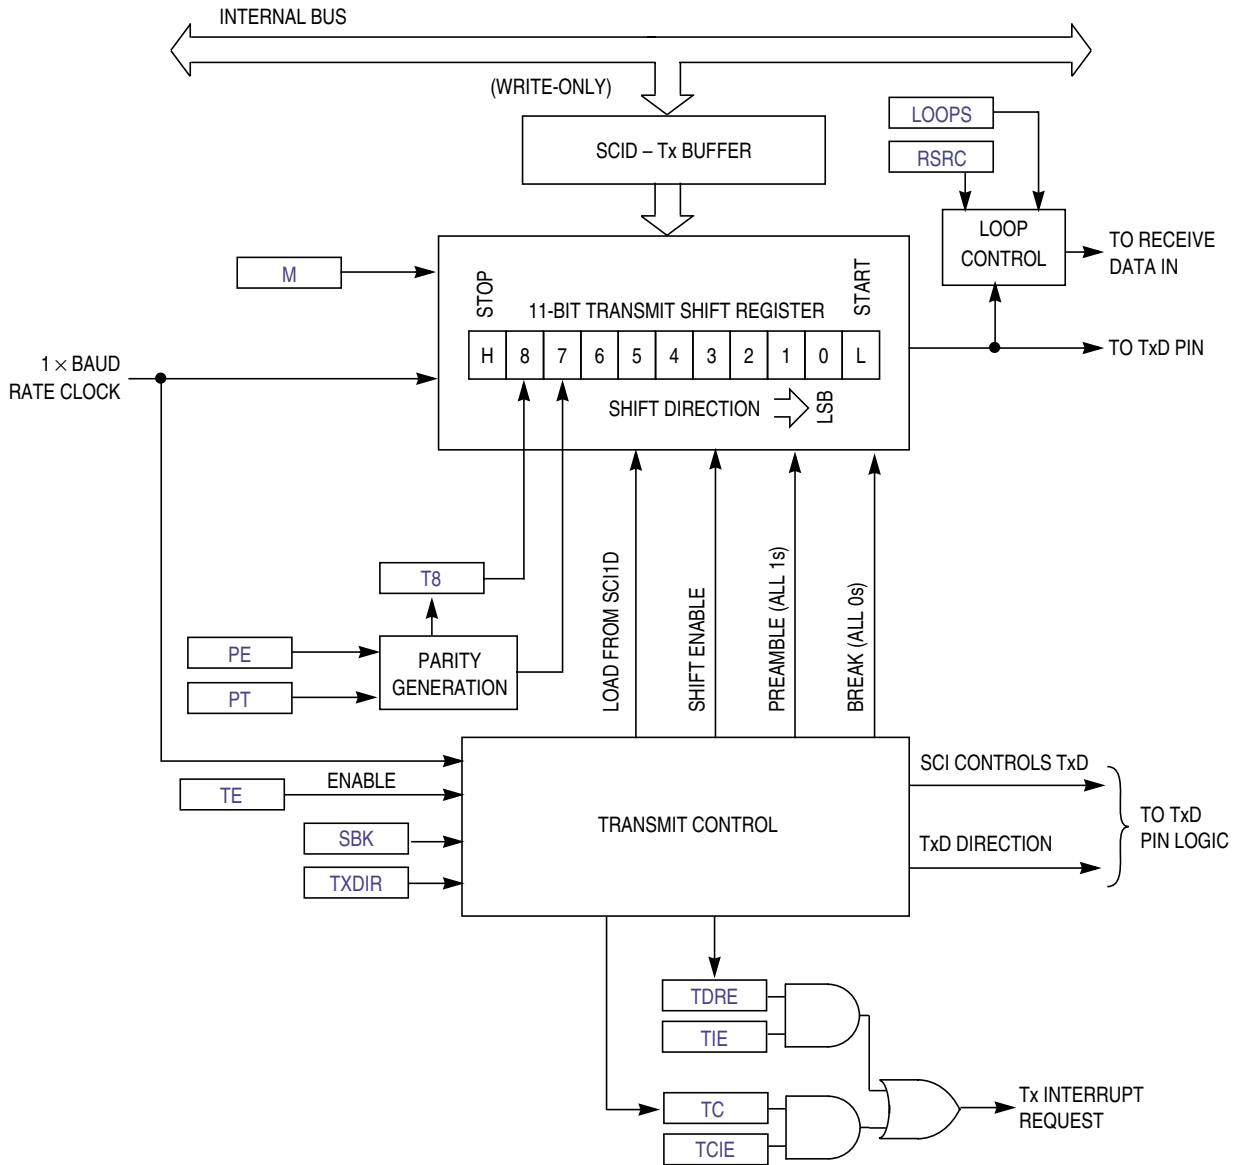 INTERNAL BUS
(WRITE-ONLY)
SCID – Tx BUFFER
LOOPS
RSRC
LOOP
CONTROL
TO RECEIVE
DATA IN
M
STOP
11-BIT TRANSMIT SHIFT REGISTER
START
H 8 7 6 5 4 3 2 1 0 L
1 × BAUD
RATE CLOCK
TO TxD PIN
SHIFT DIRECTION
LSB
T8
PE
PT
PARITY
GENERATION
LOAD FROM SCI1D
SHIFT ENABLE
PREAMBLE (ALL 1s)
BREAK (ALL 0s)
TE
ENABLE
SBK
TXDIR
TRANSMIT CONTROL
SCI CONTROLS TxD
TxD DIRECTION
TO TxD
PIN LOGIC
TDRE
TIE
TC
TCIE
Tx INTERRUPT
REQUEST